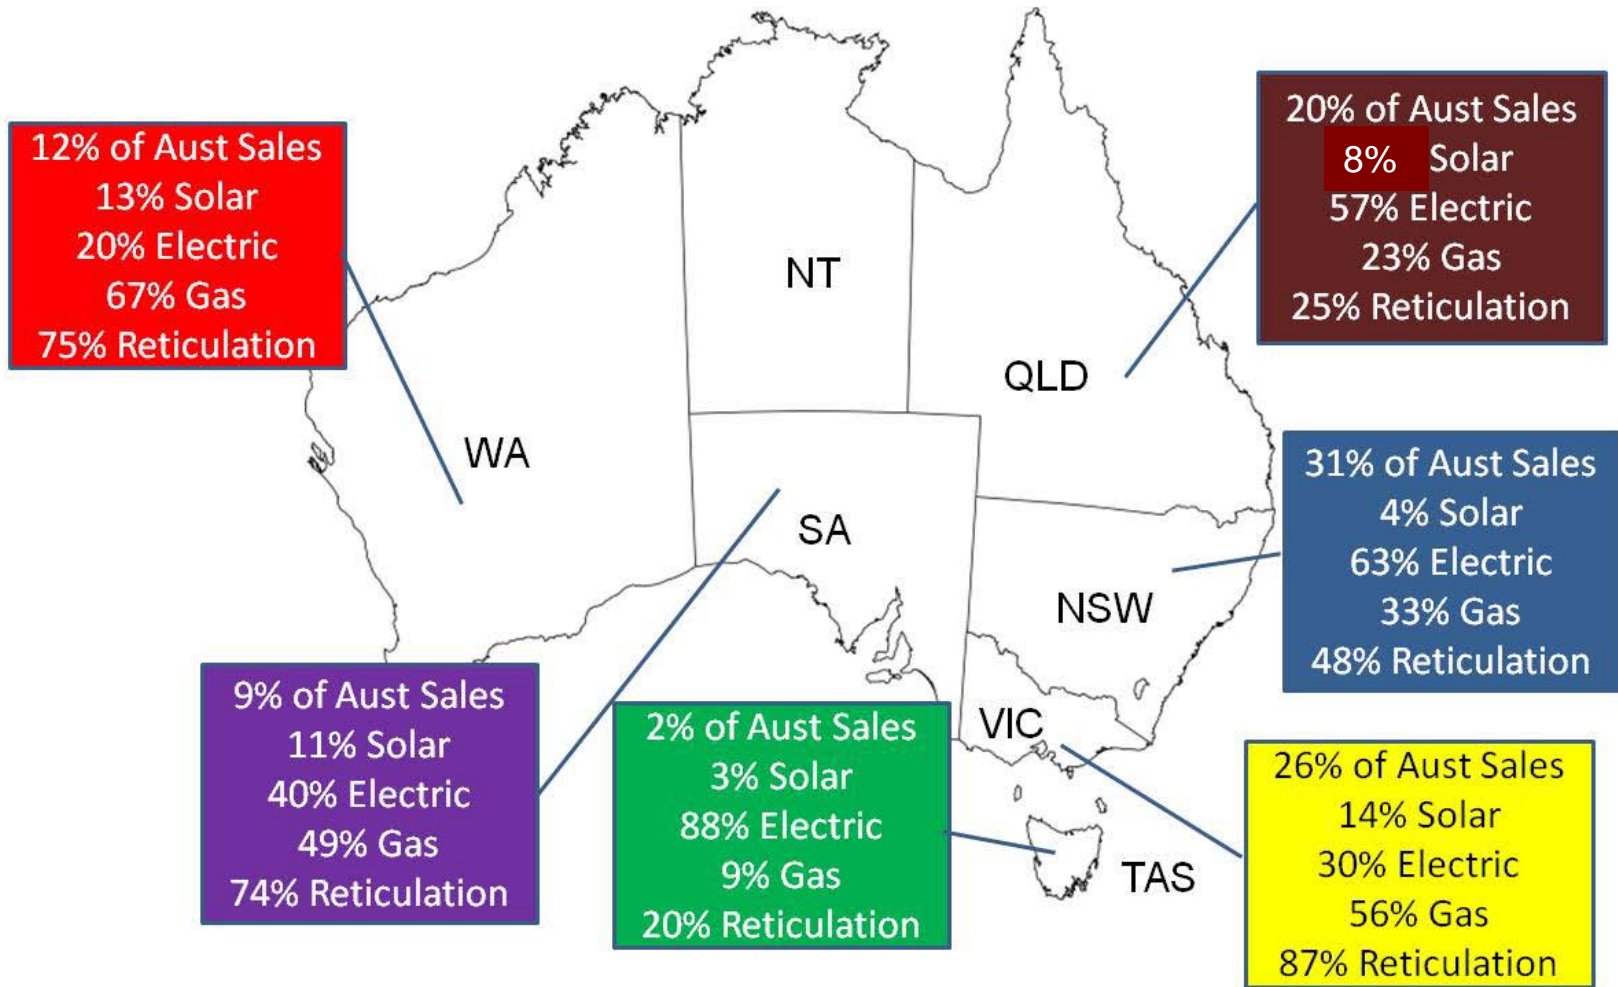 12% of Aust Sales
13% Solar
20% Electric
67% Gas
75% Reticulation
20% of Aust Sales
8% Solar
57% Electric
23% Gas
25% Reticulation
NT
QLD
WA
SA
31% of Aust Sales
4% Solar
63% Electric
33% Gas
48% Reticulation
NSW
9% of Aust Sales
11% Solar
40% Electric
49% Gas
74% Reticulation
2% of Aust Sales
3% Solar
88% Electric
9% Gas
20% Reticulation
VIC
TAS
26% of Aust Sales
14% Solar
30% Electric
56% Gas
87% Reticulation